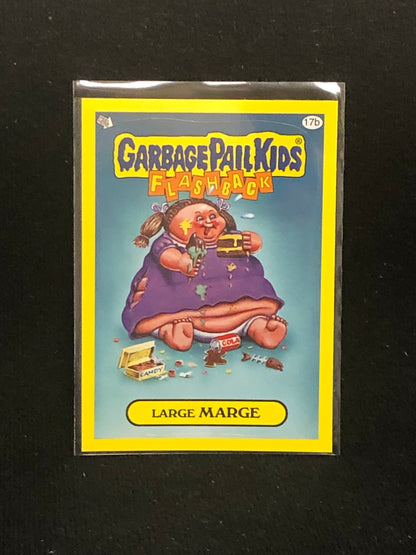 17b
GARBAGE PAIL KIDS®
FLASHBACK
COLA
CANDY
LARGE MARGE